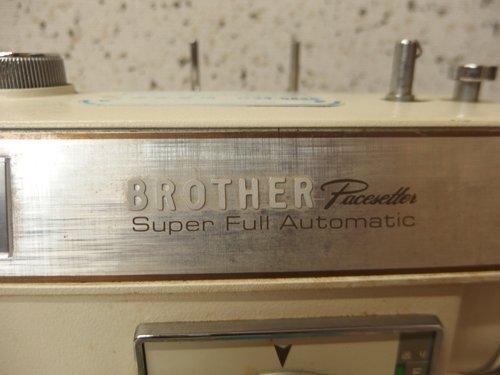 BROTHER Pacesetter
Super Full Automatic